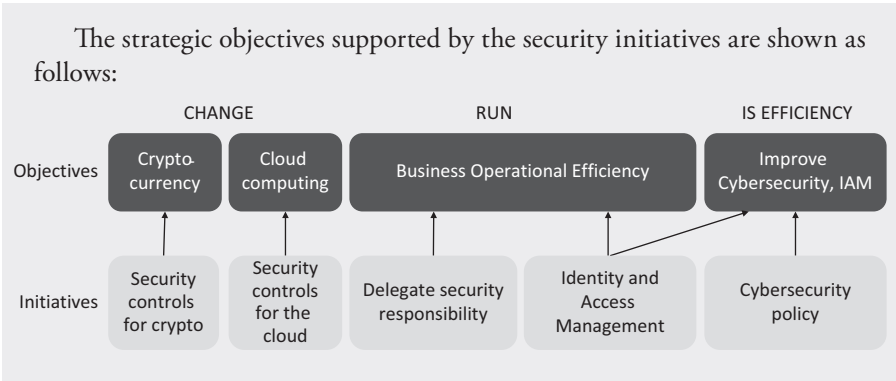 The strategic objectives supported by the security initiatives are shown as
follows:
CHANGE
RUN
IS EFFICIENCY
Objectives
Crypto-
currency
Cloud
computing
Business Operational Efficiency
Improve
Cybersecurity, IAM
Initiatives
Security
controls
for crypto
Security
controls
for the
cloud
Delegate security
responsibility
Identity and
Access
Management
Cybersecurity
policy